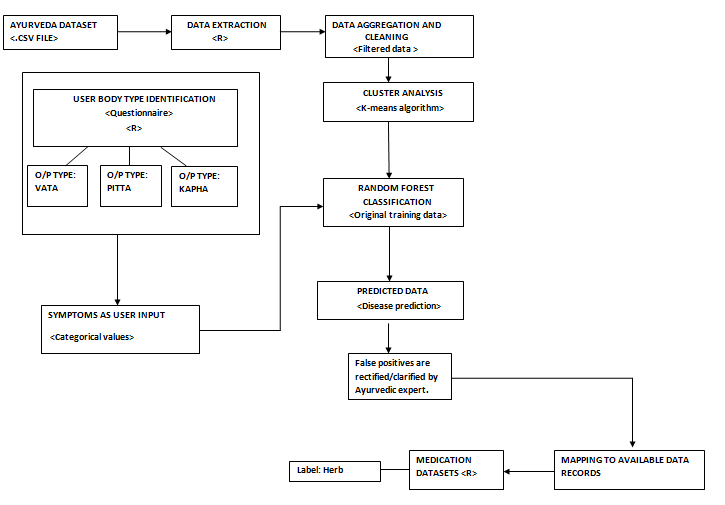 AYURVEDA DATASET
<.CSV FILE>
DATA EXTRACTION
<R>
DATA AGGREGATION AND
CLEANING
<Filtered data >
CLUSTER ANALYSIS
<K-means algorithm>
USER BODY TYPE IDENTIFICATION
<Questionnaire>
<R>
O/P TYPE:
VATA
O/P TYPE:
PITTA
O/P TYPE:
KAPHA
RANDOM FOREST
CLASSIFICATION
<Original training data>
SYMPTOMS AS USER INPUT
<Categorical values>
PREDICTED DATA
<Disease prediction>
False positives are
rectified/clarified by
Ayurvedic expert.
MAPPING TO AVAILABLE DATA
RECORDS
MEDICATION
DATASETS <R>
Label: Herb